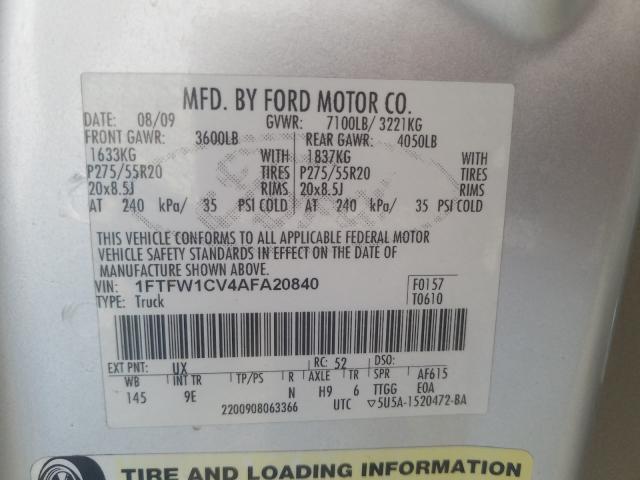 MFD. BY FORD MOTOR CO.
DATE: 08/09 GVWR: 7100LB/ 3221KG
FRONT GAWR: 3600LB REAR GAWR: 4050LB
1633KG WITH 1837KG WITH
P275/55R20 TIRES P275/55R20 TIRES
20x8.5J RIMS 20x8.5J RIMS
AT 240 kPa/ 35 PSI COLD AT 240 kPa/ 35 PSI COLD
THIS VEHICLE CONFORMS TO ALL APPLICABLE FEDERAL MOTOR
VEHICLE SAFETY STANDARDS IN EFFECT ON THE DATE OF
MANUFACTURE SHOWN ABOVE.
VIN: 1FTFW1CV4AFA20840 F0157
TYPE: Truck T0610
EXT PNT: UX RC: 52 DSO:
WB INT TR TP/PS R AXLE TR SPR AF615
145 9E N H9 6 TTGG E0A
2200908063366 UTC ▽5U5A-1520472-BA
TIRE AND LOADING INFORMATION